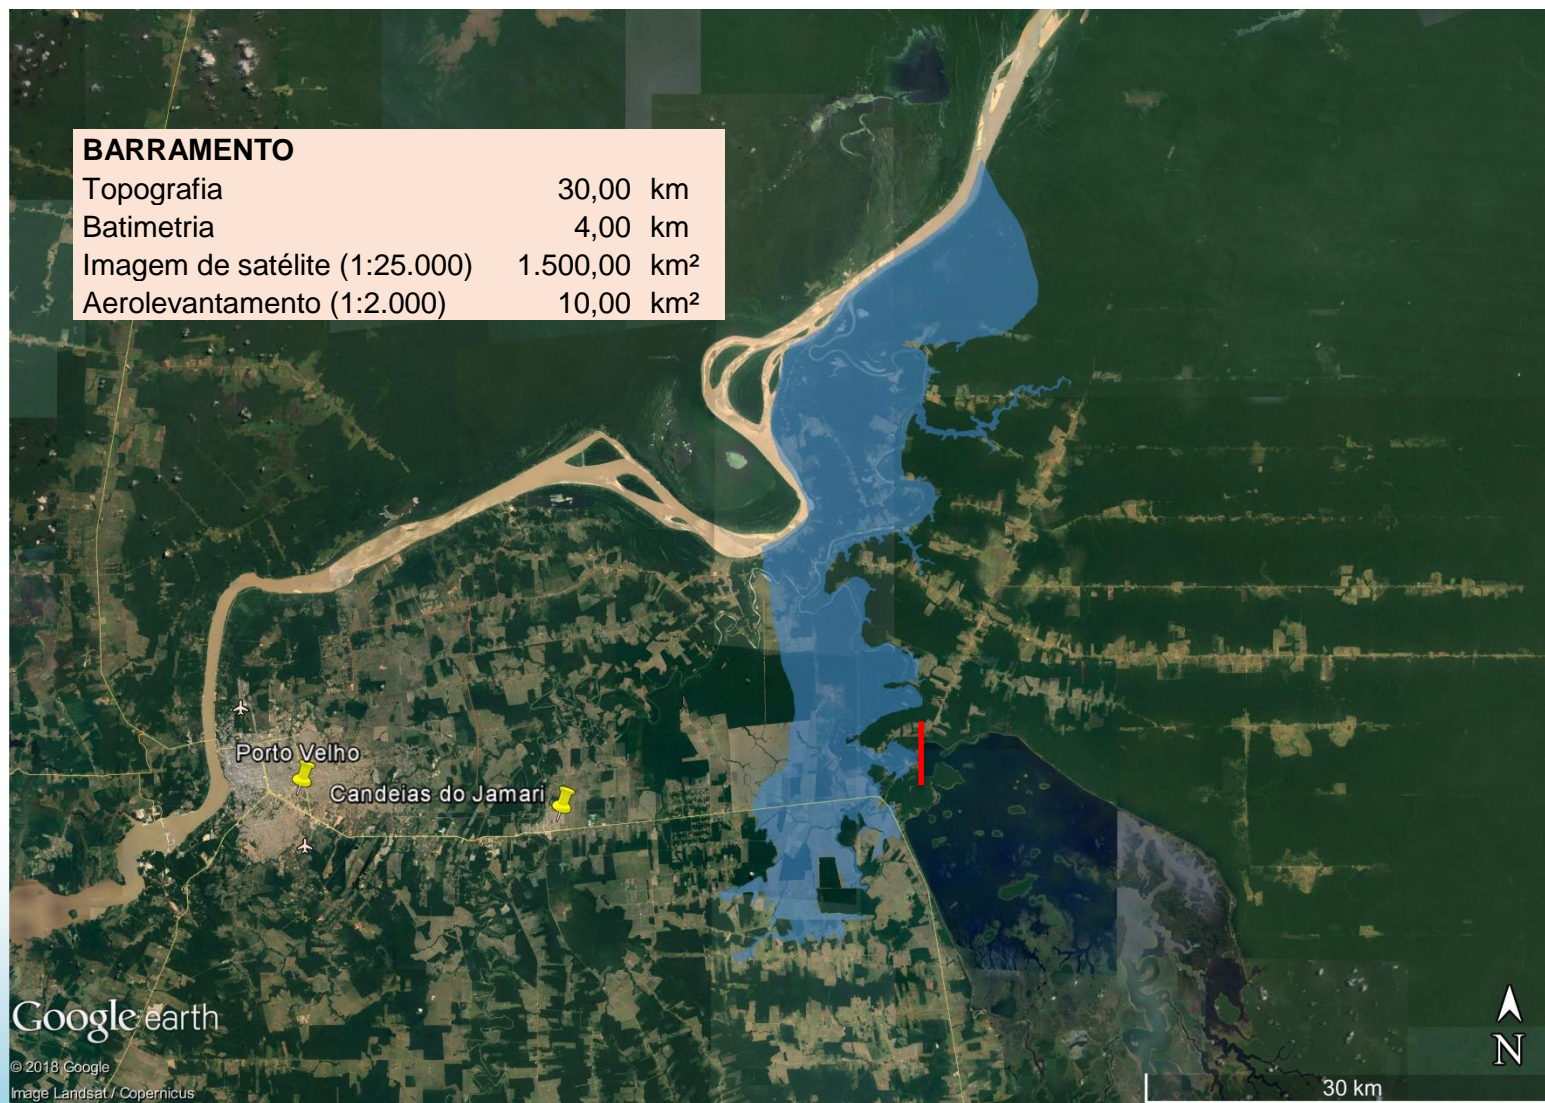 BARRAMENTO
Topografia 30,00 km
Batimetria 4,00 km
Imagem de satélite (1:25.000) 1.500,00 km²
Aerolevantamento (1:2.000) 10,00 km²
Porto Velho
Candeias do Jamari
Google earth
© 2018 Google
Image Landsat / Copernicus
N
30 km